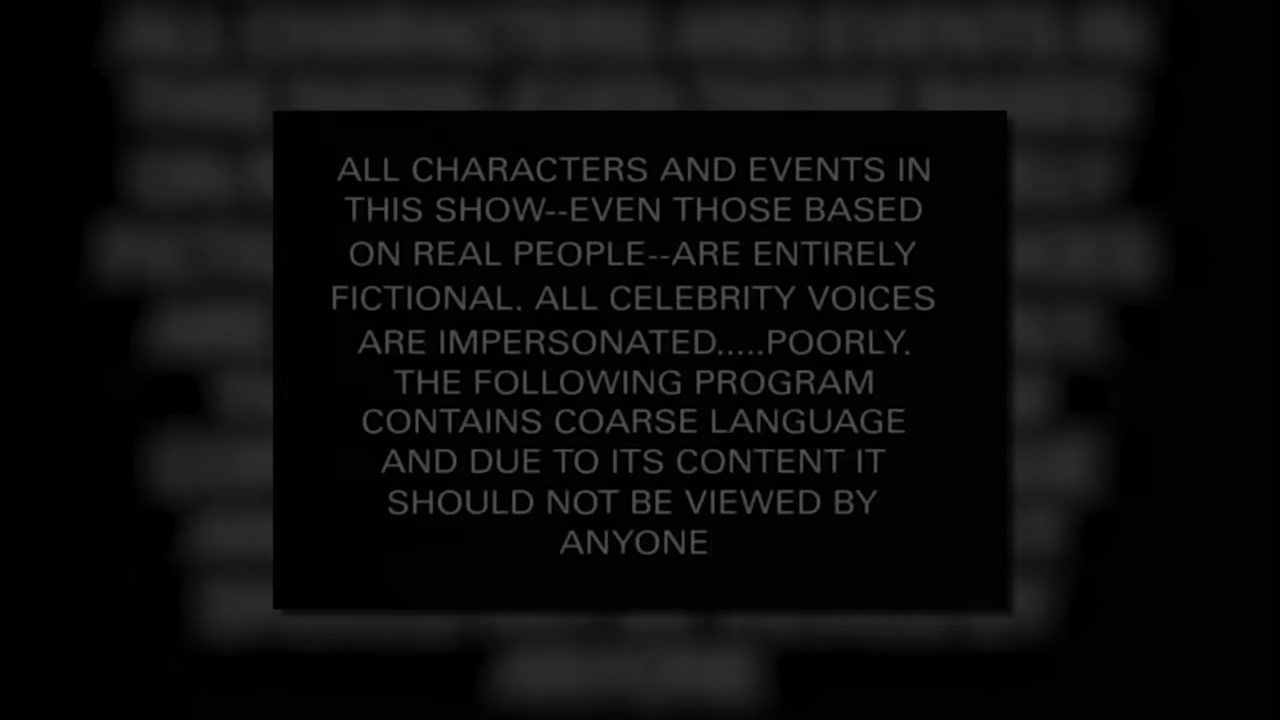 ALL CHARACTERS AND EVENTS IN
THIS SHOW--EVEN THOSE BASED
ON REAL PEOPLE--ARE ENTIRELY
FICTIONAL. ALL CELEBRITY VOICES
ARE IMPERSONATED.....POORLY.
THE FOLLOWING PROGRAM
CONTAINS COARSE LANGUAGE
AND DUE TO ITS CONTENT IT
SHOULD NOT BE VIEWED BY
ANYONE